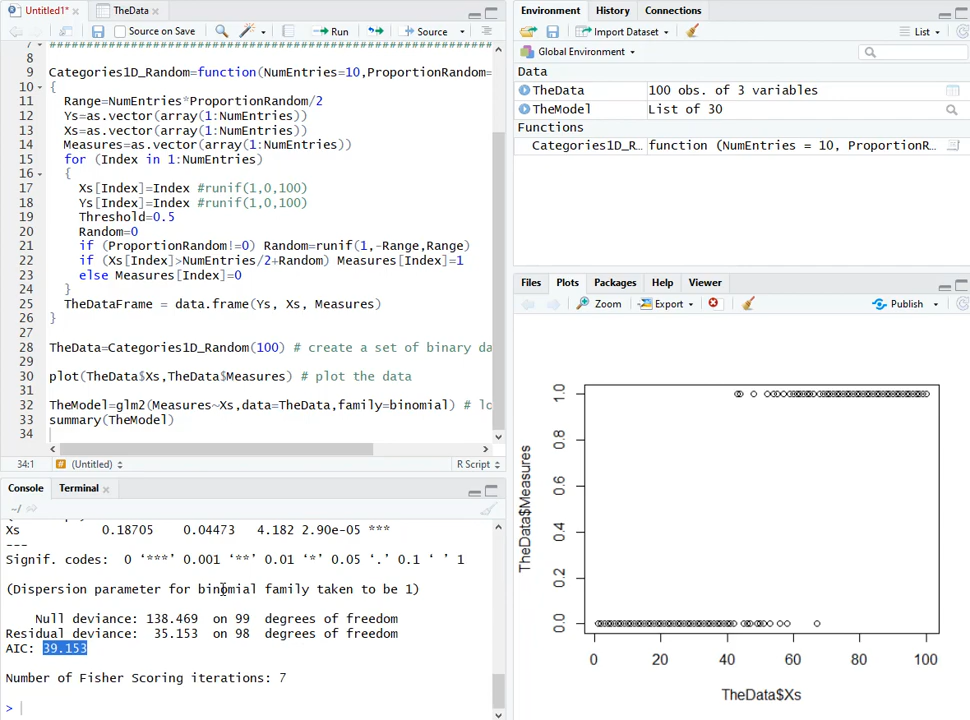 Untitled1*
TheData
Source on Save
Run
Source
7
##########################################################
8
9 Categories1D_Random=function(NumEntries=10,ProportionRandom=
10 {
11 Range=NumEntries*ProportionRandom/2
12 Ys=as.vector(array(1:NumEntries))
13 Xs=as.vector(array(1:NumEntries))
14 Measures=as.vector(array(1:NumEntries))
15 for (Index in 1:NumEntries)
16 {
17 Xs[Index]=Index #runif(1,0,100)
18 Ys[Index]=Index #runif(1,0,100)
19 Threshold=0.5
20 Random=0
21 if (ProportionRandom!=0) Random=runif(1,-Range,Range)
22 if (Xs[Index]>NumEntries/2+Random) Measures[Index]=1
23 else Measures[Index]=0
24 }
25 TheDataFrame = data.frame(Ys, Xs, Measures)
26 }
27
28 TheData=Categories1D_Random(100) # create a set of binary da
29
30 plot(TheData$Xs,TheData$Measures) # plot the data
31
32 TheModel=glm2(Measures~Xs,data=TheData,family=binomial) # lo
33 summary(TheModel)
34
34:1
(Untitled)
R Script
Console
Terminal
~/
Xs 0.18705 0.04473 4.182 2.90e-05 ***
---
Signif. codes: 0 ‘***’ 0.001 ‘**’ 0.01 ‘*’ 0.05 ‘.’ 0.1 ‘ ’ 1
(Dispersion parameter for binomial family taken to be 1)
Null deviance: 138.469 on 99 degrees of freedom
Residual deviance: 35.153 on 98 degrees of freedom
AIC: 39.153
Number of Fisher Scoring iterations: 7
>
Environment
History
Connections
Import Dataset
List
Global Environment
Data
TheData 100 obs. of 3 variables
TheModel List of 30
Functions
Categories1D_R… function (NumEntries = 10, ProportionR…
Files
Plots
Packages
Help
Viewer
Zoom
Export
Publish
TheData$Measures
1.0
0.8
0.6
0.4
0.2
0.0
0 20 40 60 80 100
TheData$Xs